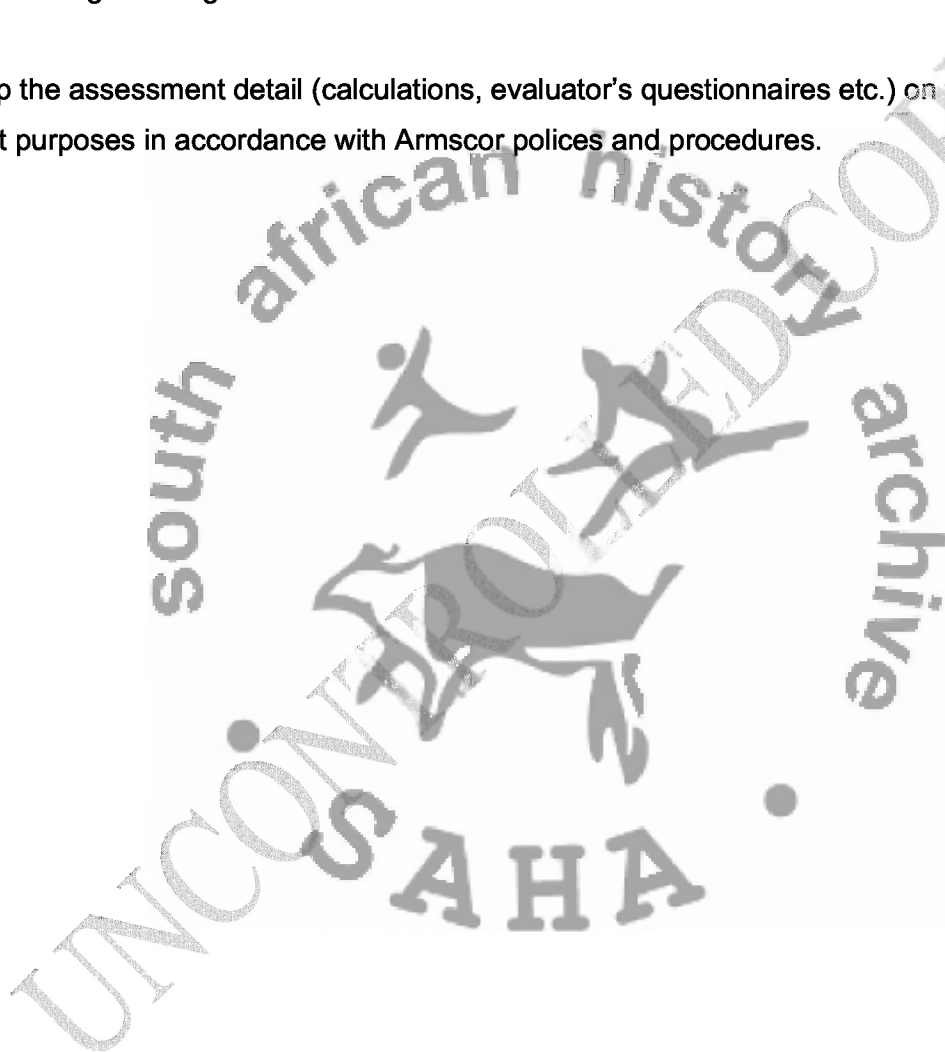 p the assessment detail (calculations, evaluator's questionnaires etc.) on
t purposes in accordance with Armscor polices and procedures.
south african history archive
SAHA
UNCONTROLLED CO